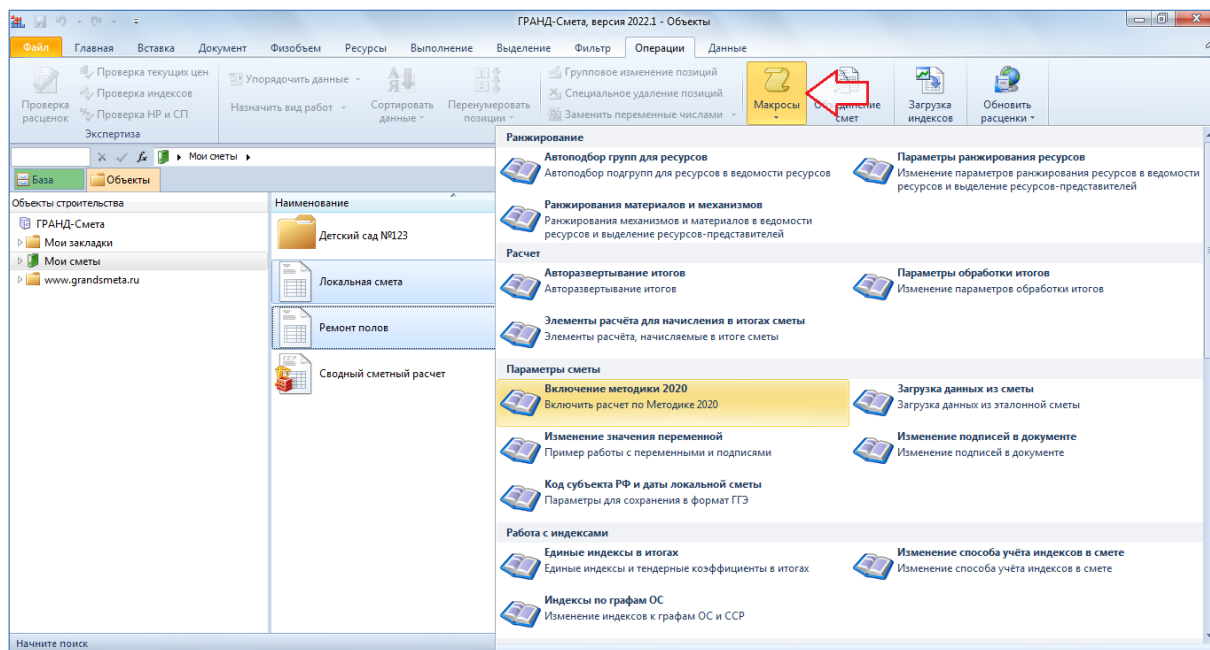 ГРАНД-Смета, версия 2022.1 - Объекты
Файл Главная Вставка Документ Физобъем Ресурсы Выполнение Выделение Фильтр Операции Данные
Проверка расценок
Проверка текущих цен
Проверка индексов
Проверка НР и СП
Экспертиза
Упорядочить данные
Назначить вид работ
Сортировать данные
Перенумеровать позиции
Групповое изменение позиций
Специальное удаление позиций
Заменить переменные числами
Макросы
смет
Загрузка индексов
Обновить расценки
Мои сметы
База
Объекты
Объекты строительства
ГРАНД-Смета
Мои закладки
Мои сметы
www.grandsmeta.ru
Наименование
Детский сад №123
Локальная смета
Ремонт полов
Сводный сметный расчет
Ранжирование
Автоподбор групп для ресурсов
Автоподбор подгрупп для ресурсов в ведомости ресурсов
Параметры ранжирования ресурсов
Изменение параметров ранжирования ресурсов в ведомости
ресурсов и выделение ресурсов-представителей
Ранжирования материалов и механизмов
Ранжирования механизмов и материалов в ведомости
ресурсов и выделение ресурсов-представителей
Расчет
Авторазвертывание итогов
Авторазвертывание итогов
Параметры обработки итогов
Изменение параметров обработки итогов
Элементы расчёта для начисления в итогах сметы
Элементы расчёта, начисляемые в итоге сметы
Параметры сметы
Включение методики 2020
Включить расчет по Методике 2020
Загрузка данных из сметы
Загрузка данных из эталонной сметы
Изменение значения переменной
Пример работы с переменными и подписями
Изменение подписей в документе
Изменение подписей в документе
Код субъекта РФ и даты локальной сметы
Параметры для сохранения в формат ГГЭ
Работа с индексами
Единые индексы в итогах
Единые индексы и тендерные коэффициенты в итогах
Изменение способа учёта индексов в смете
Изменение способа учёта индексов в смете
Индексы по графам ОС
Изменение индексов к графам ОС и ССР
Начните поиск